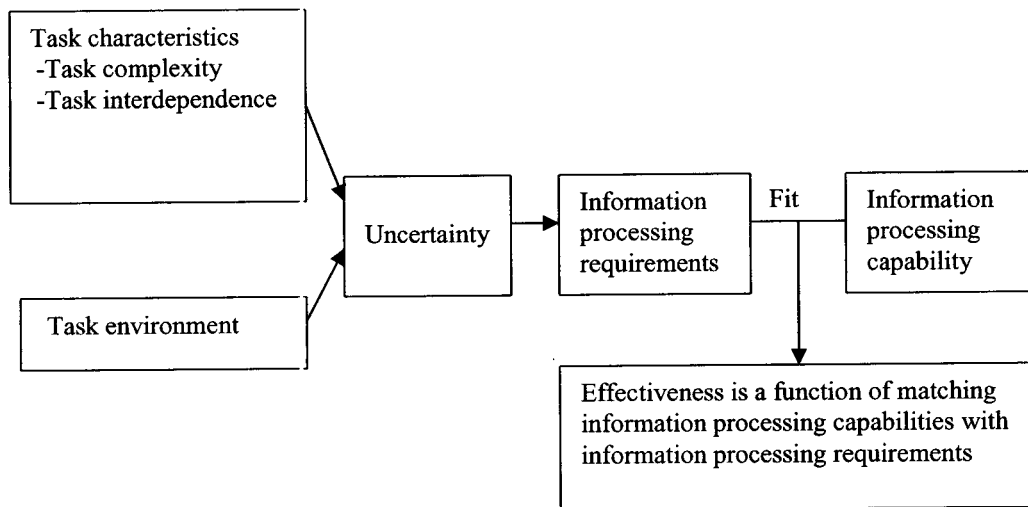 Task characteristics
-Task complexity
-Task interdependence
Task environment
Uncertainty
Information
processing
requirements
Fit
Information
processing
capability
Effectiveness is a function of matching
information processing capabilities with
information processing requirements